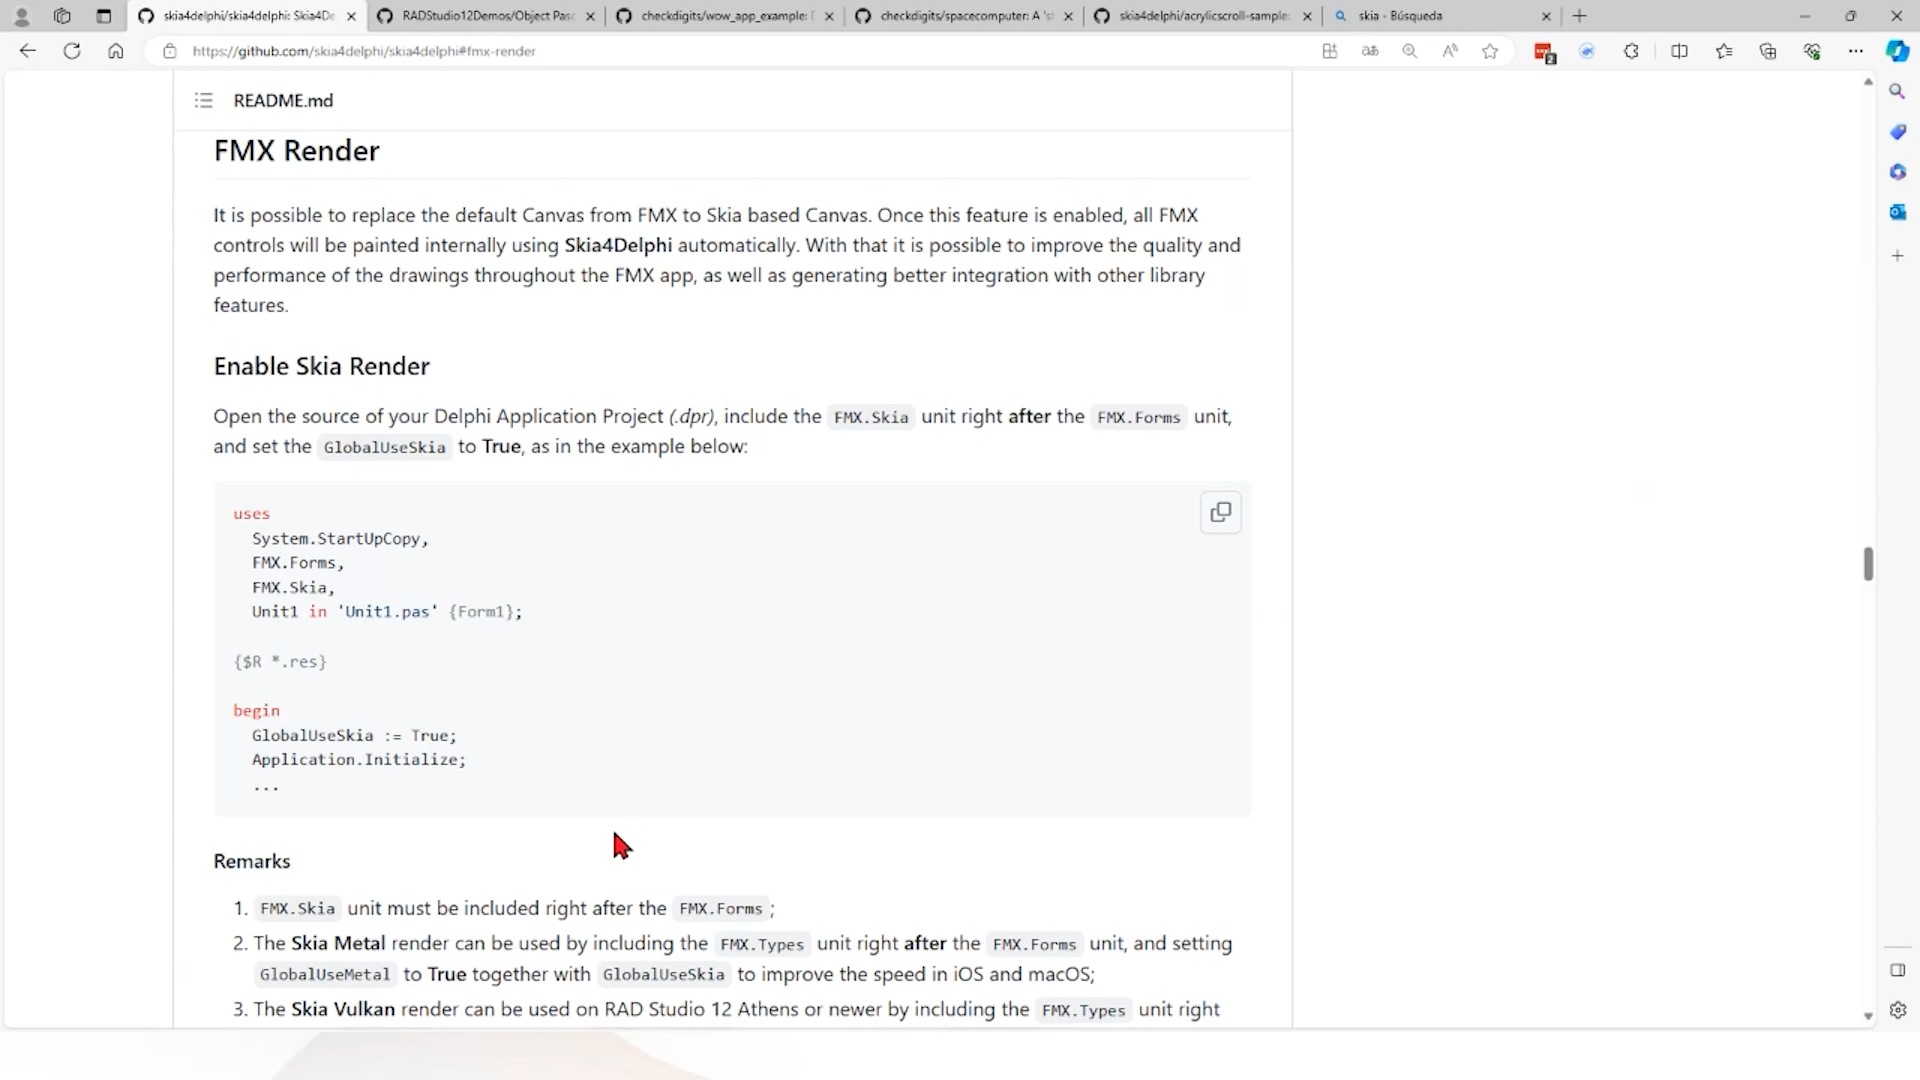 skia4delphi/skia4delphi: Skia4De
RADStudio12Demos/Object Pasc
checkdigits/wow_app_example:
checkdigits/spacecomputer: A 's
skia4delphi/acrylicscroll-sample:
skia - Búsqueda
https://github.com/skia4delphi/skia4delphi#fmx-render
README.md
FMX Render
It is possible to replace the default Canvas from FMX to Skia based Canvas. Once this feature is enabled, all FMX
controls will be painted internally using Skia4Delphi automatically. With that it is possible to improve the quality and
performance of the drawings throughout the FMX app, as well as generating better integration with other library
features.
Enable Skia Render
Open the source of your Delphi Application Project (.dpr), include the FMX.Skia unit right after the FMX.Forms unit,
and set the GlobalUseSkia to True, as in the example below:
uses
System.StartUpCopy,
FMX.Forms,
FMX.Skia,
Unit1 in 'Unit1.pas' {Form1};
{$R *.res}
begin
GlobalUseSkia := True;
Application.Initialize;
...
Remarks
1. FMX.Skia unit must be included right after the FMX.Forms ;
2. The Skia Metal render can be used by including the FMX.Types unit right after the FMX.Forms unit, and setting
GlobalUseMetal to True together with GlobalUseSkia to improve the speed in iOS and macOS;
3. The Skia Vulkan render can be used on RAD Studio 12 Athens or newer by including the FMX.Types unit right